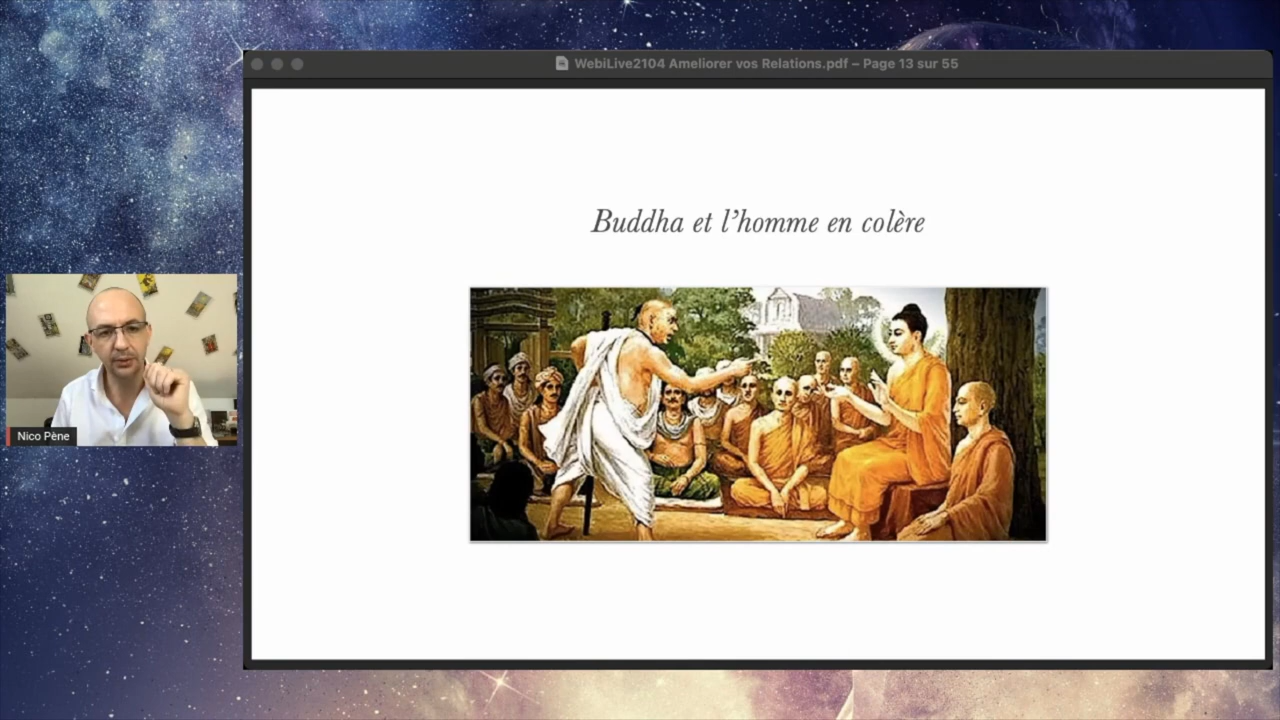 WebiLive2104 Ameliorer vos Relations.pdf – Page 13 sur 55
Buddha et l’homme en colère
Nico Pène